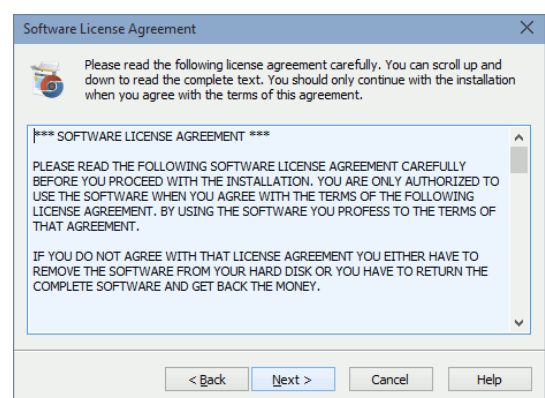 Software License Agreement
Please read the following license agreement carefully. You can scroll up and
down to read the complete text. You should only continue with the installation
when you agree with the terms of this agreement.
*** SOFTWARE LICENSE AGREEMENT ***
PLEASE READ THE FOLLOWING SOFTWARE LICENSE AGREEMENT CAREFULLY
BEFORE YOU PROCEED WITH THE INSTALLATION. YOU ARE ONLY AUTHORIZED TO
USE THE SOFTWARE WHEN YOU AGREE WITH THE TERMS OF THE FOLLOWING
LICENSE AGREEMENT. BY USING THE SOFTWARE YOU PROFESS TO THE TERMS OF
THAT AGREEMENT.
IF YOU DO NOT AGREE WITH THAT LICENSE AGREEMENT YOU EITHER HAVE TO
REMOVE THE SOFTWARE FROM YOUR HARD DISK OR YOU HAVE TO RETURN THE
COMPLETE SOFTWARE AND GET BACK THE MONEY.
< Back Next > Cancel Help